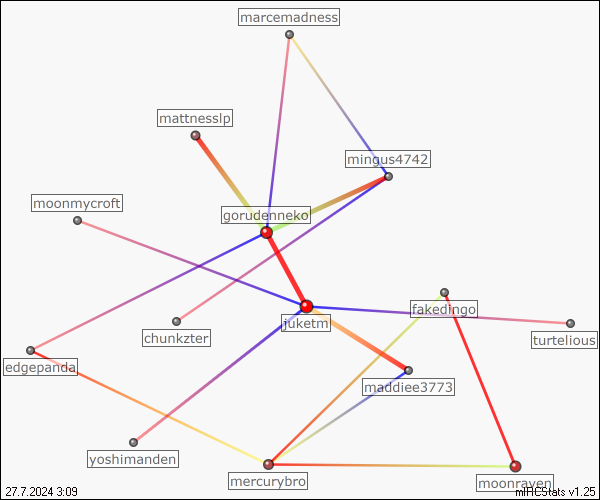 marcemadness
mattnesslp
mingus4742
moonmycroft
gorudenneko
fakedingo
juketm
chunkzter
turtelious
edgepanda
maddiee3773
yoshimanden
mercurybro
moonraven
27.7.2024 3:09
mIHCStats v1.25